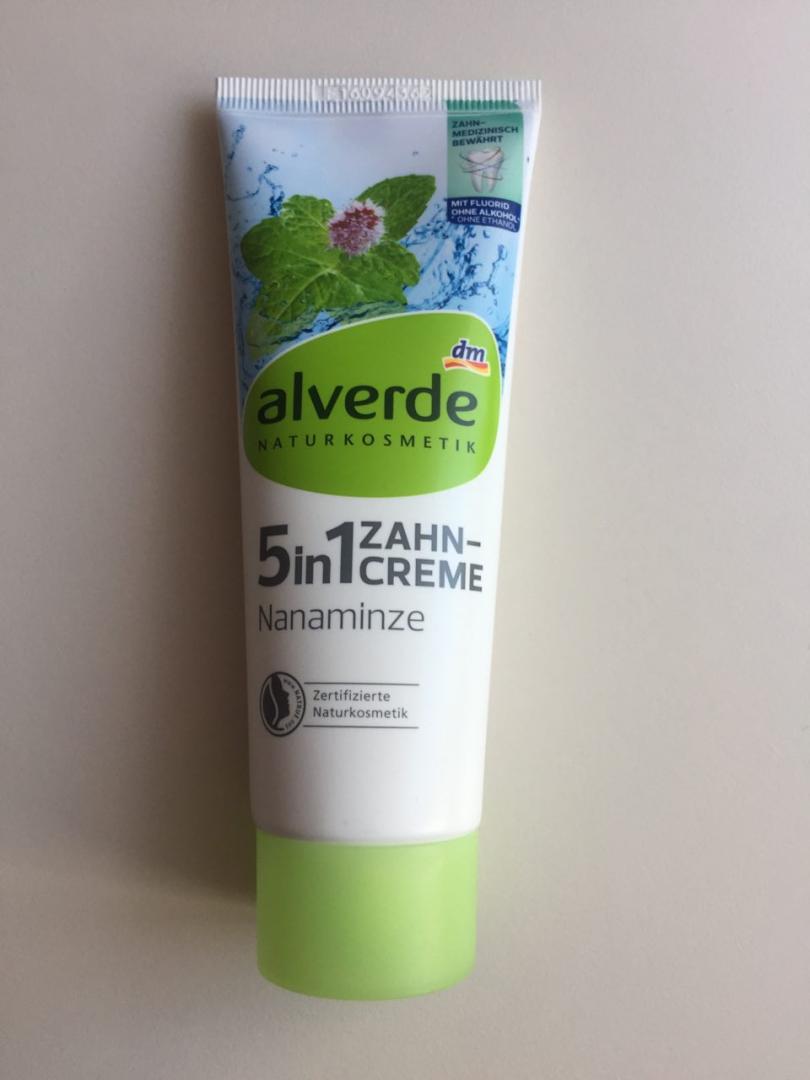 ZAHN-
MEDIZINISCH
BEWÄHRT
MIT FLUORID
OHNE ALKOHOL*
* OHNE ETHANOL
dm
alverde
NATURKOSMETIK
5in1 ZAHN-
CREME
Nanaminze
Zertifizierte
Naturkosmetik